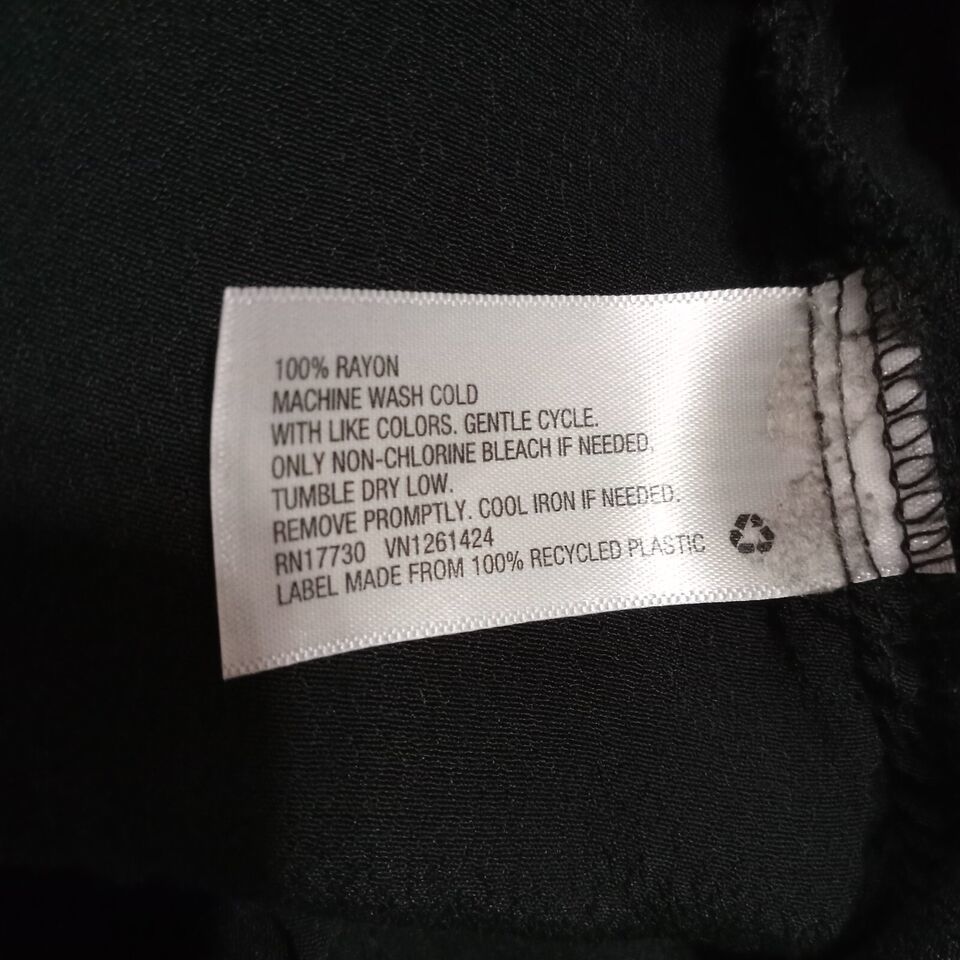 100% RAYON
MACHINE WASH COLD
WITH LIKE COLORS. GENTLE CYCLE.
ONLY NON-CHLORINE BLEACH IF NEEDED.
TUMBLE DRY LOW.
REMOVE PROMPTLY. COOL IRON IF NEEDED.
RN17730 VN1261424
LABEL MADE FROM 100% RECYCLED PLASTIC